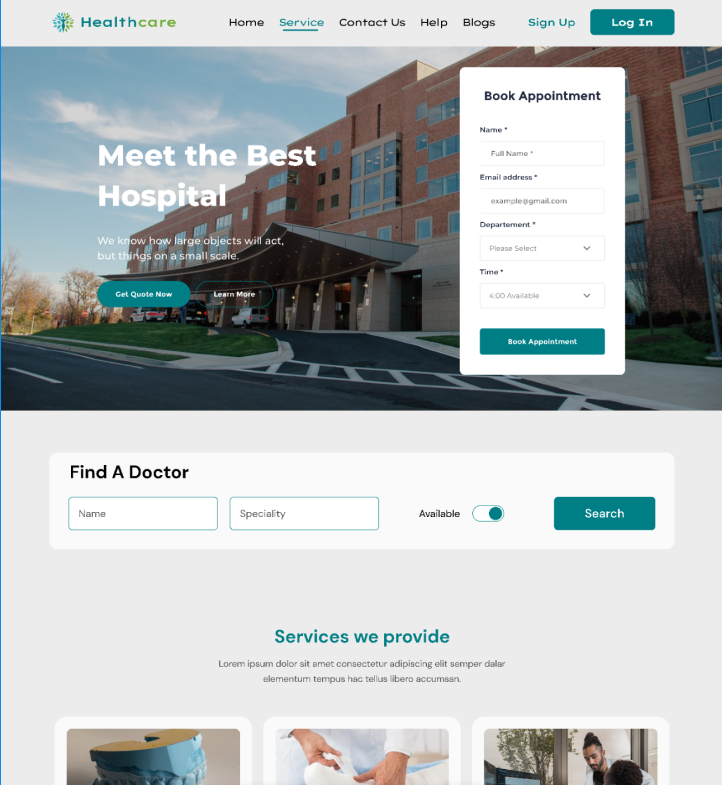 Healthcare
Home Service Contact Us Help Blogs Sign Up Log In
Meet the Best
Hospital
We know how large objects will act,
but things on a small scale.
Get Quote Now Learn More
Book Appointment
Name *
Full Name *
Email address *
example@gmail.com
Departement *
Please Select
Time *
4:00 Available
Book Appointment
Find A Doctor
Name Speciality Available Search
Services we provide
Lorem ipsum dolor sit amet consectetur adipiscing elit semper dalar
elementum tempus hac tellus libero accumsan.